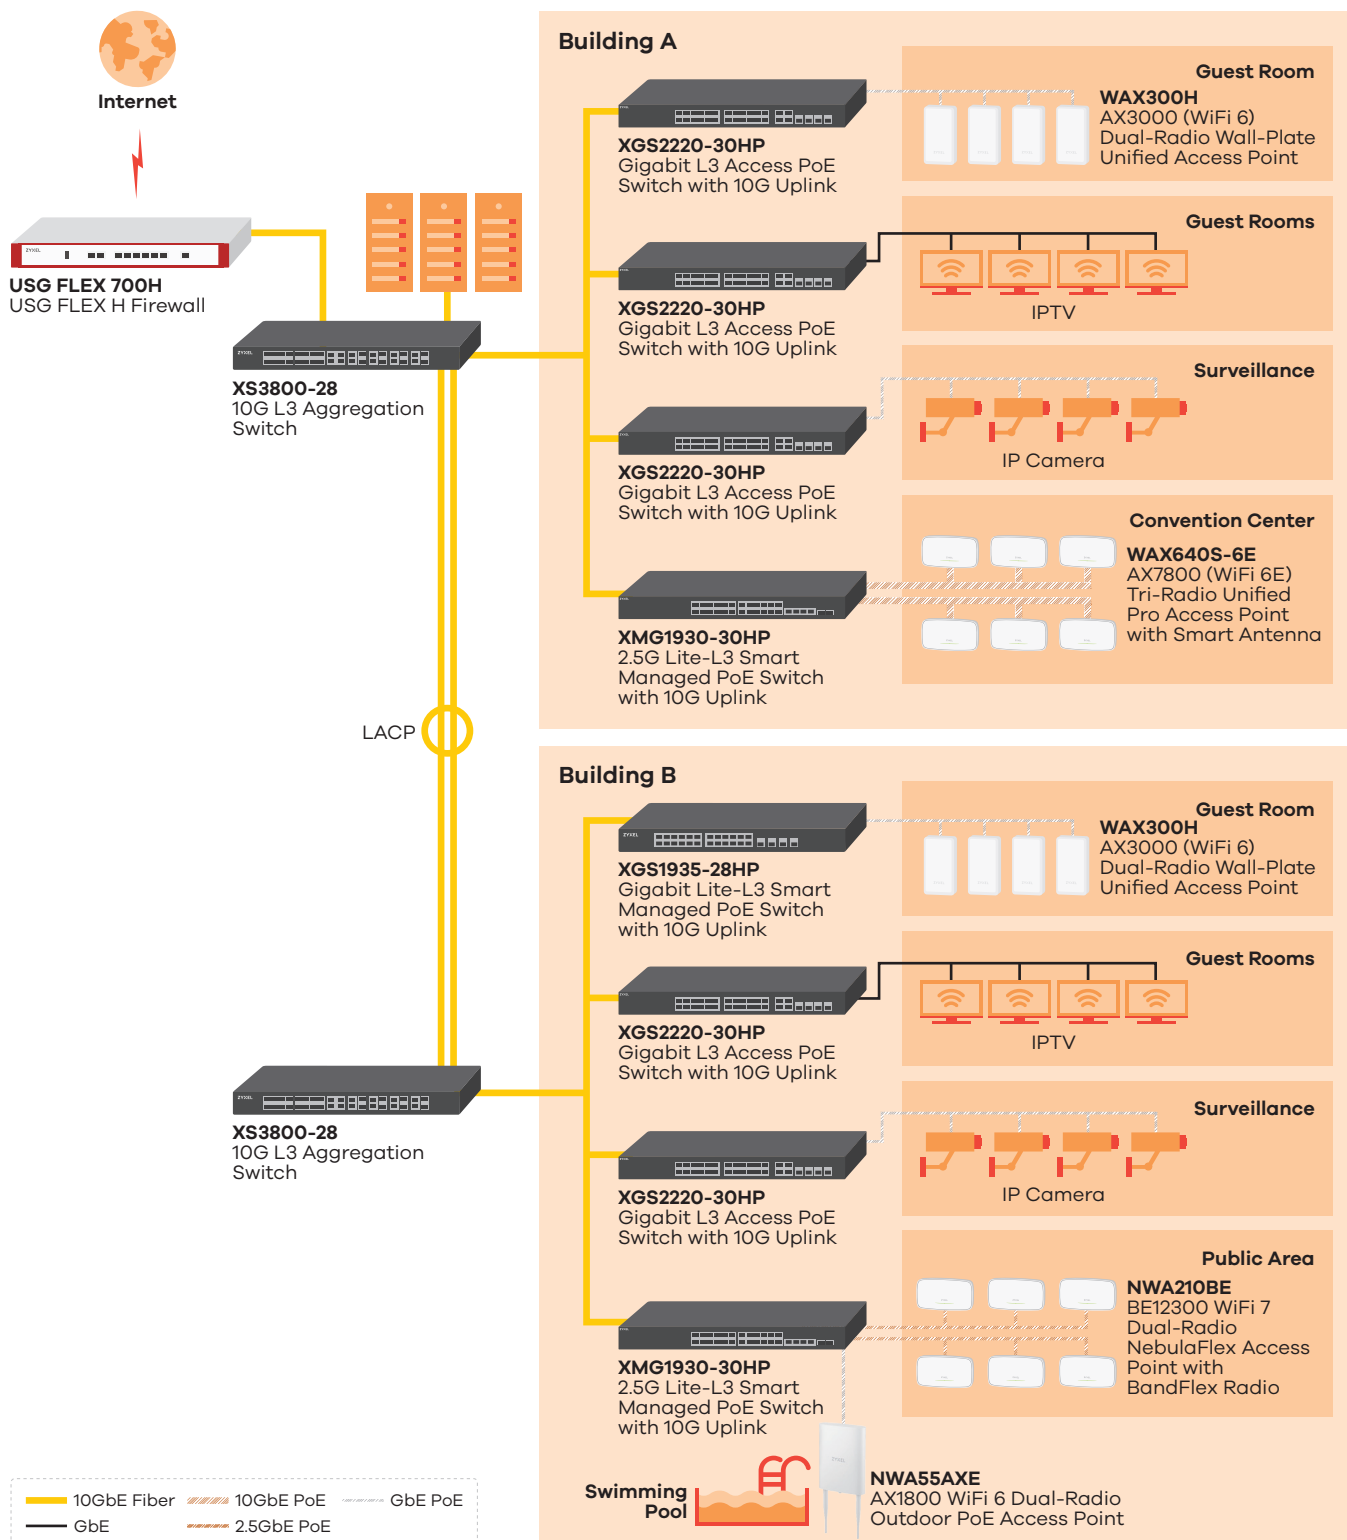 Internet
ZYXEL
USG FLEX 700H
USG FLEX H Firewall
ZYXEL
XS3800-28
10G L3 Aggregation
Switch
LACP
ZYXEL
XS3800-28
10G L3 Aggregation
Switch
Building A
XGS2220-30HP
Gigabit L3 Access PoE
Switch with 10G Uplink
Guest Room
WAX300H
AX3000 (WiFi 6)
Dual-Radio Wall-Plate
Unified Access Point
XGS2220-30HP
Gigabit L3 Access PoE
Switch with 10G Uplink
Guest Rooms
IPTV
XGS2220-30HP
Gigabit L3 Access PoE
Switch with 10G Uplink
Surveillance
IP Camera
XMG1930-30HP
2.5G Lite-L3 Smart
Managed PoE Switch
with 10G Uplink
Convention Center
WAX640S-6E
AX7800 (WiFi 6E)
Tri-Radio Unified
Pro Access Point
with Smart Antenna
Building B
ZYXEL
XGS1935-28HP
Gigabit Lite-L3 Smart
Managed PoE Switch
with 10G Uplink
Guest Room
WAX300H
AX3000 (WiFi 6)
Dual-Radio Wall-Plate
Unified Access Point
XGS2220-30HP
Gigabit L3 Access PoE
Switch with 10G Uplink
Guest Rooms
IPTV
XGS2220-30HP
Gigabit L3 Access PoE
Switch with 10G Uplink
Surveillance
IP Camera
XMG1930-30HP
2.5G Lite-L3 Smart
Managed PoE Switch
with 10G Uplink
Public Area
NWA210BE
BE12300 WiFi 7
Dual-Radio
NebulaFlex Access
Point with
BandFlex Radio
Swimming
Pool
ZYXEL
NWA55AXE
AX1800 WiFi 6 Dual-Radio
Outdoor PoE Access Point
10GbE Fiber
10GbE PoE
GbE PoE
GbE
2.5GbE PoE